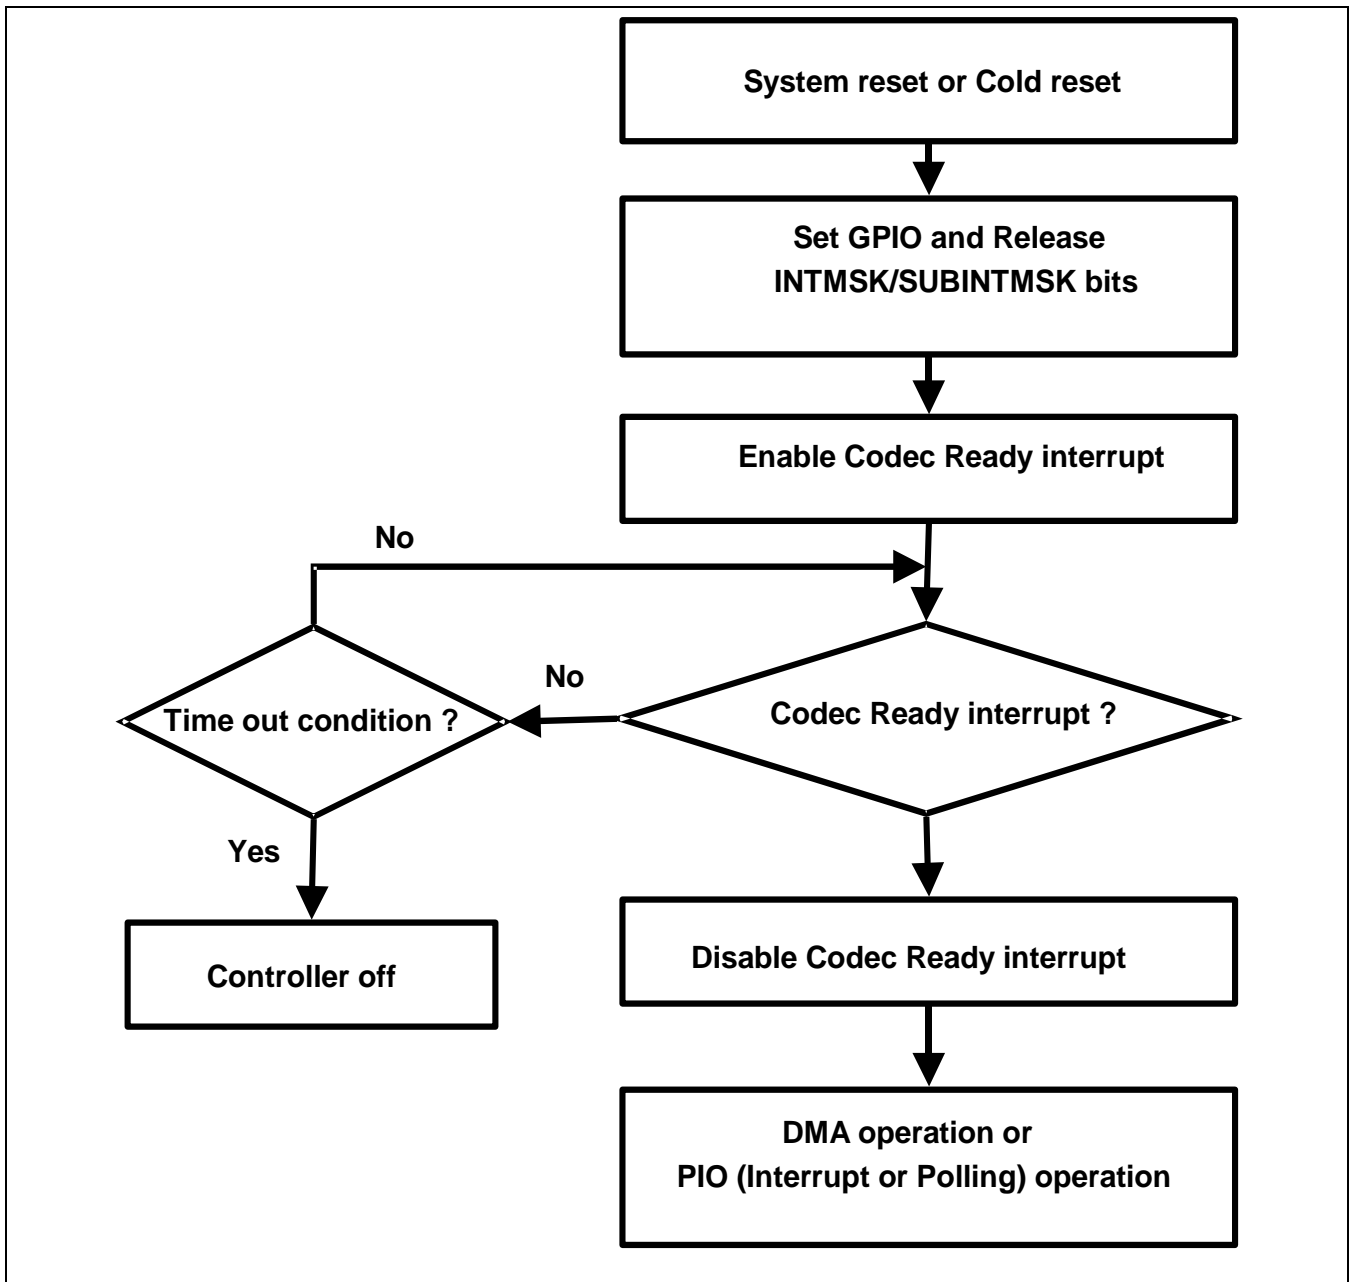 System reset or Cold reset
Set GPIO and Release
INTMSK/SUBINTMSK bits
Enable Codec Ready interrupt
No
No
Time out condition ?
Codec Ready interrupt ?
Yes
Controller off
Disable Codec Ready interrupt
DMA operation or
PIO (Interrupt or Polling) operation